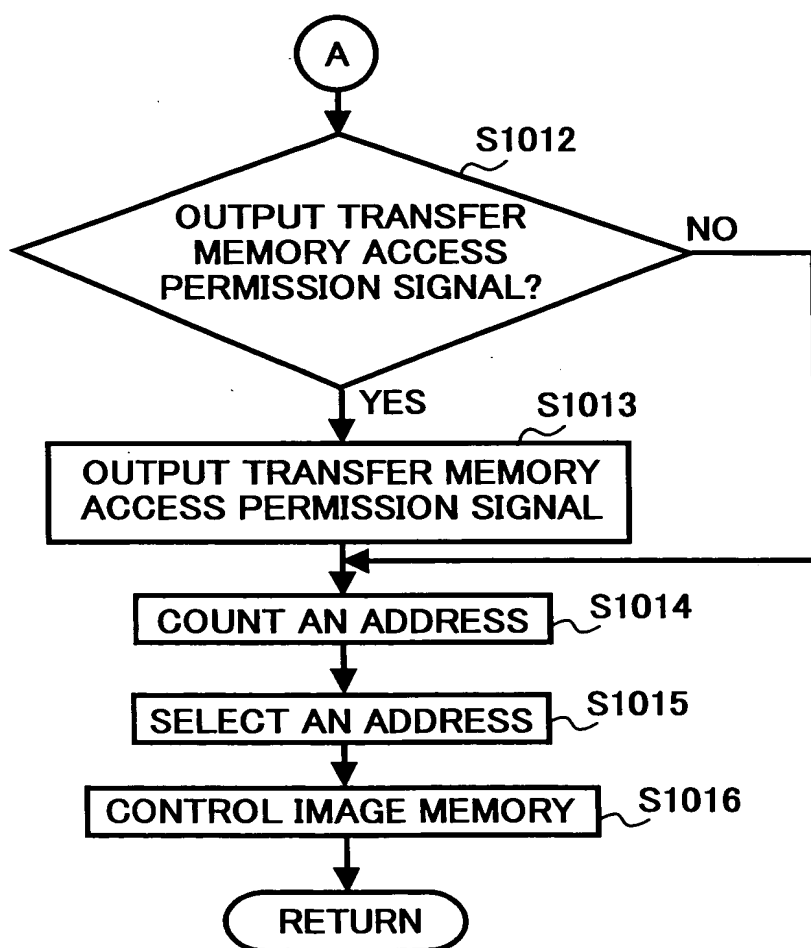 A
S1012
OUTPUT TRANSFER
MEMORY ACCESS
PERMISSION SIGNAL?
NO
YES
S1013
OUTPUT TRANSFER MEMORY
ACCESS PERMISSION SIGNAL
COUNT AN ADDRESS
S1014
SELECT AN ADDRESS
S1015
CONTROL IMAGE MEMORY
S1016
RETURN